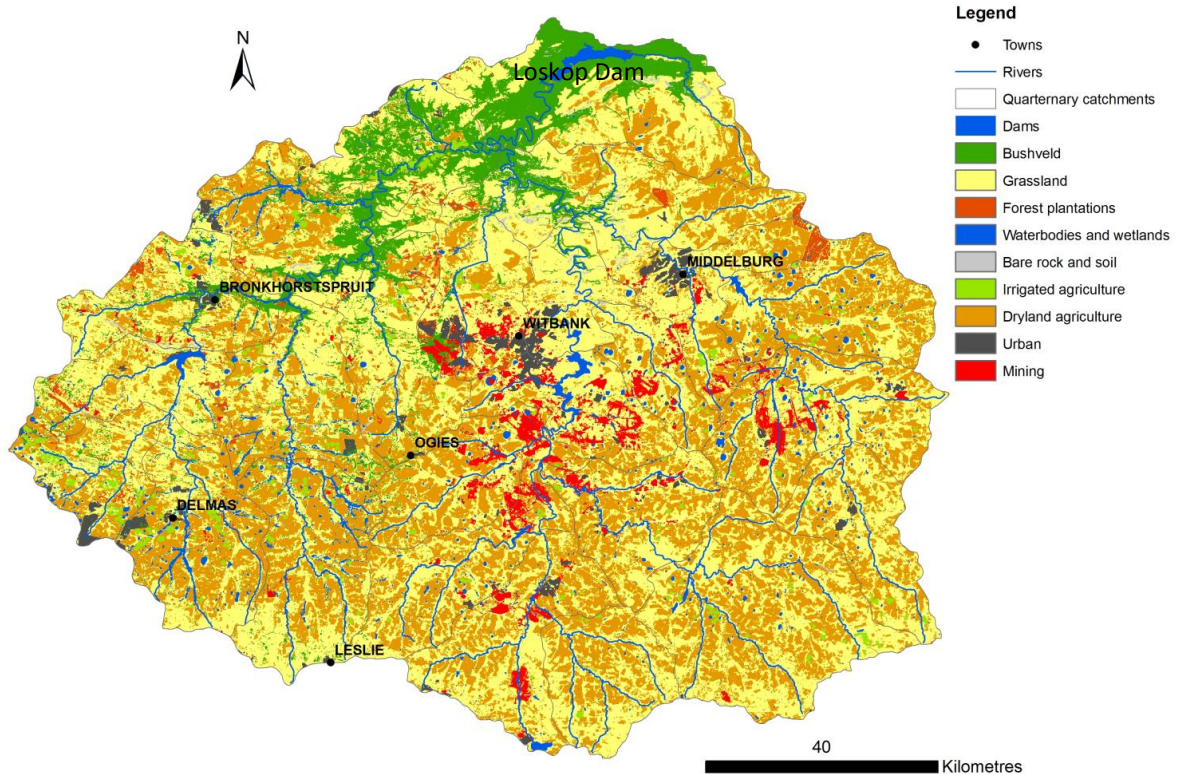 N
Loskop Dam
MIDDELBURG
BRONKHORSTSPRUIT
WITBANK
OGIES
DELMAS
LESLIE
40
Kilometres
Legend
Towns
Rivers
Quarternary catchments
Dams
Bushveld
Grassland
Forest plantations
Waterbodies and wetlands
Bare rock and soil
Irrigated agriculture
Dryland agriculture
Urban
Mining